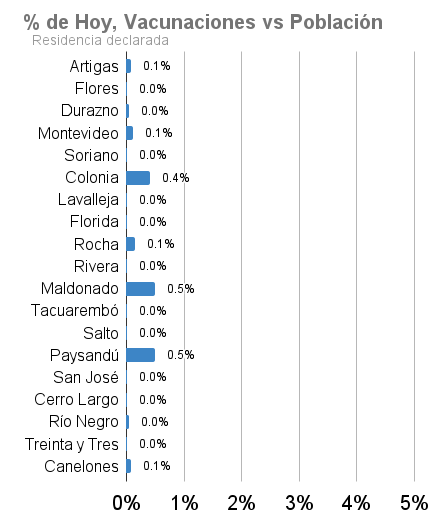 % de Hoy, Vacunaciones vs Población
Residencia declarada
Artigas 0.1%
Flores 0.0%
Durazno 0.0%
Montevideo 0.1%
Soriano 0.0%
Colonia 0.4%
Lavalleja 0.0%
Florida 0.0%
Rocha 0.1%
Rivera 0.0%
Maldonado 0.5%
Tacuarembó 0.0%
Salto 0.0%
Paysandú 0.5%
San José 0.0%
Cerro Largo 0.0%
Río Negro 0.0%
Treinta y Tres 0.0%
Canelones 0.1%
0% 1% 2% 3% 4% 5%